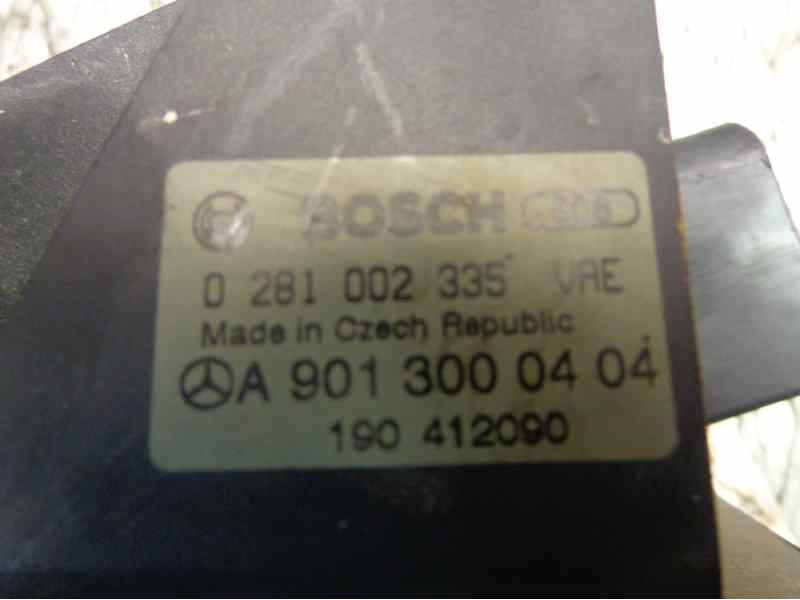 BOSCH
0 281 002 335 VAE
Made in Czech Republic
A 901 300 04 04
190 412090